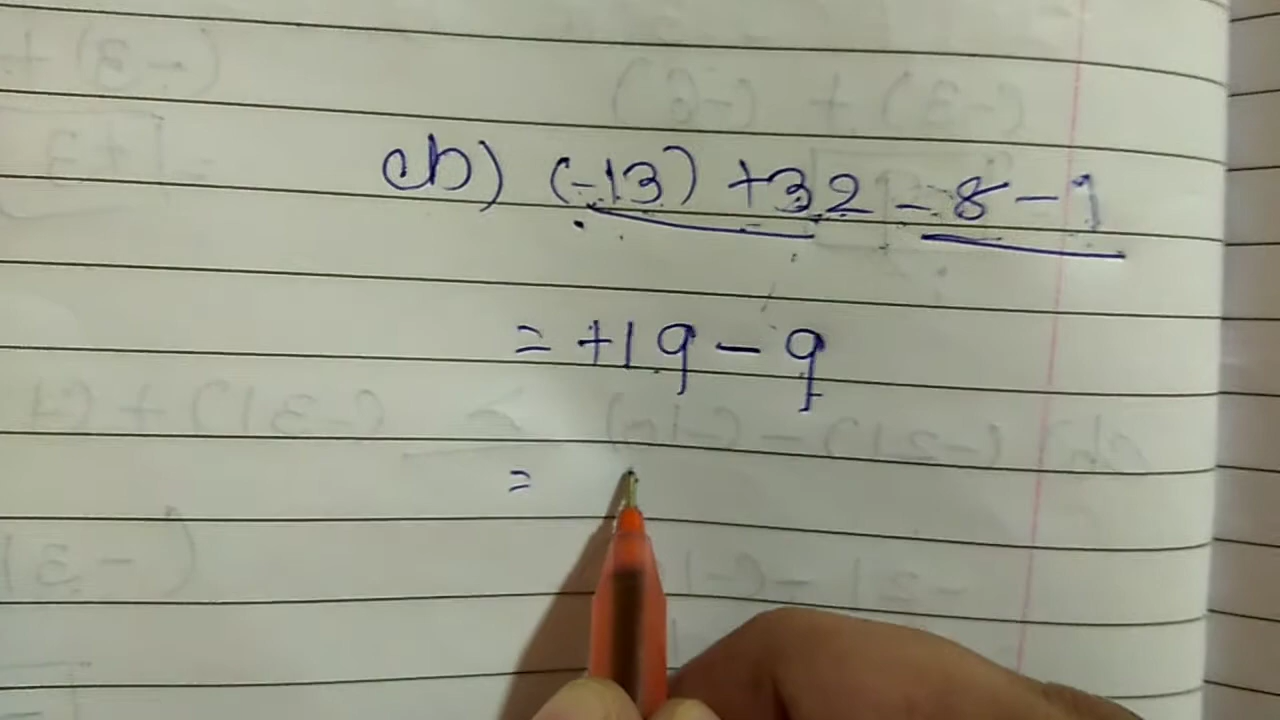 (b) (-13) +32 - 8 - 1
= +19 - 9
=